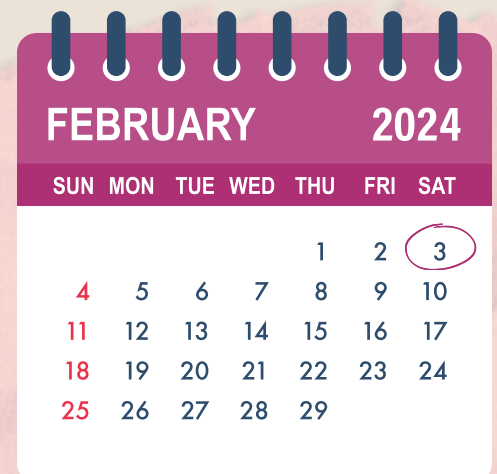 FEBRUARY 2024
SUN MON TUE WED THU FRI SAT
1 2 3
4 5 6 7 8 9 10
11 12 13 14 15 16 17
18 19 20 21 22 23 24
25 26 27 28 29